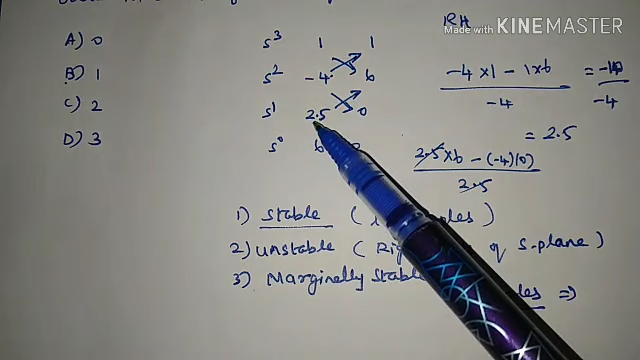 RH
Made with KINEMASTER
A) 0
B) 1
C) 2
D) 3
s³ 1 1
s² -4 6
s¹ 2.5 0
s⁰ 6
-4 x 1 - 1 x 6 = -10
-4 -4
= 2.5
2.5 x 6 - (-4)(0)
2.5
1) Stable (
2) Unstable ( of s-plane )
3) Marginally stable ⇒